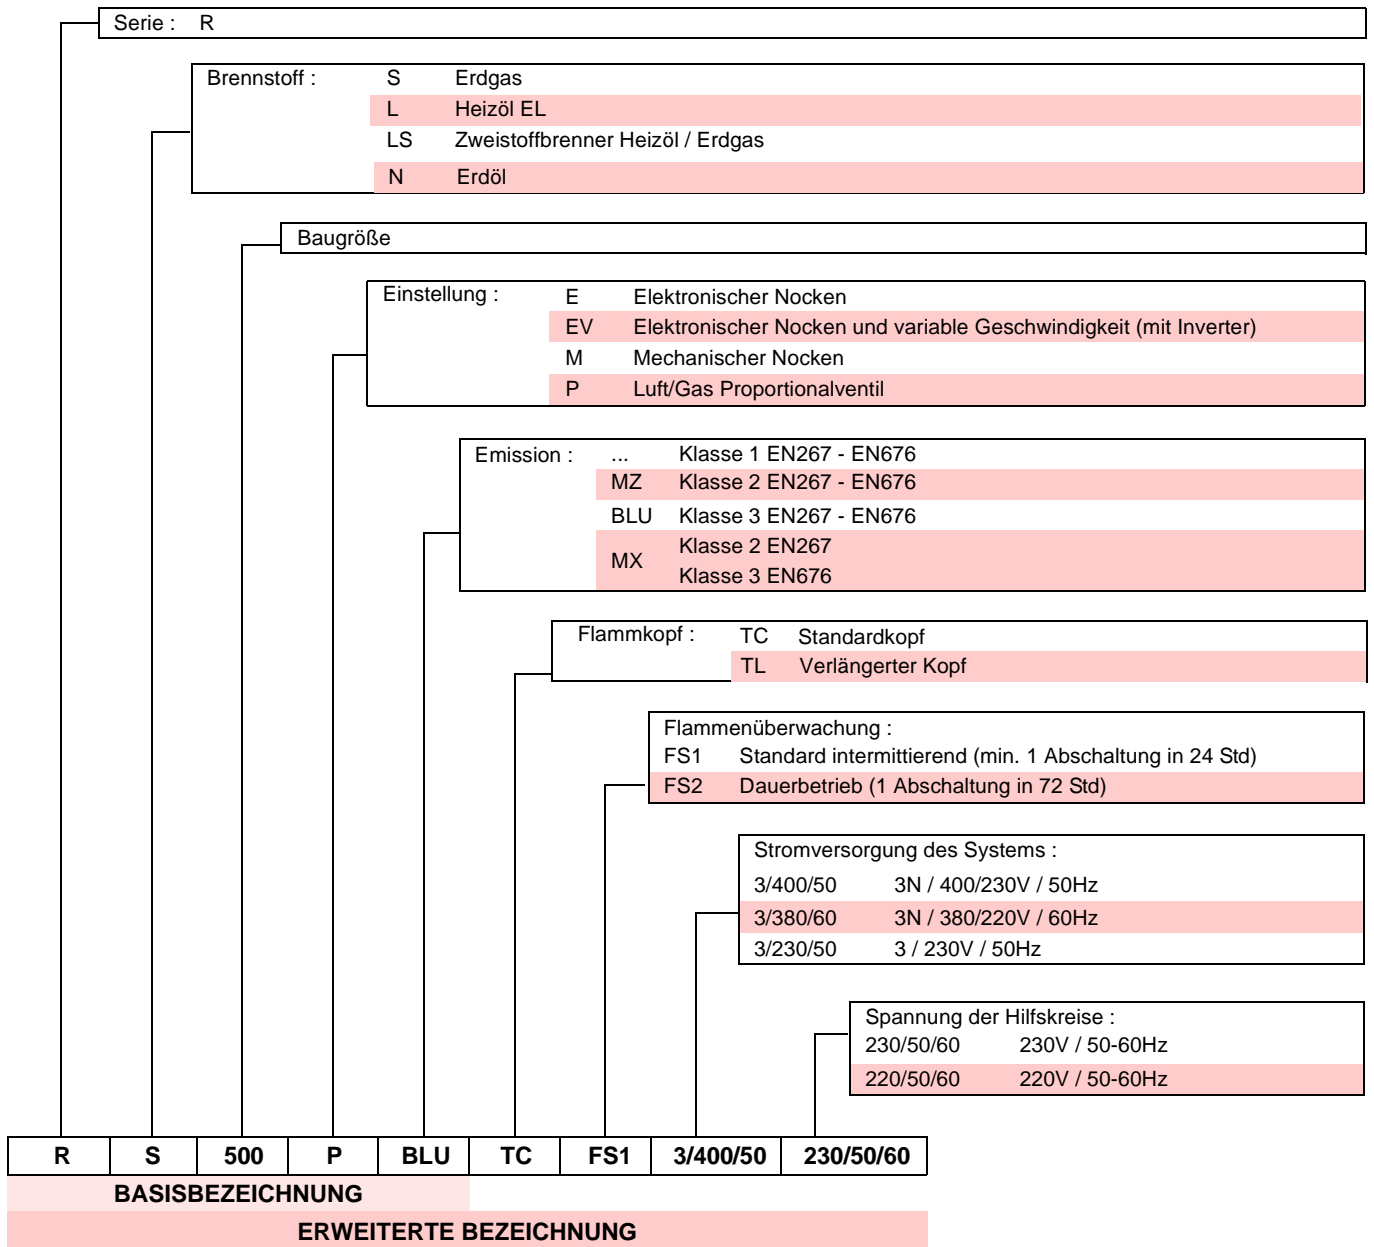 Serie : R
Brennstoff : S Erdgas
L Heizöl EL
LS Zweistoffbrenner Heizöl / Erdgas
N Erdöl
Baugröße
Einstellung : E Elektronischer Nocken
EV Elektronischer Nocken und variable Geschwindigkeit (mit Inverter)
M Mechanischer Nocken
P Luft/Gas Proportionalventil
Emission : ... Klasse 1 EN267 - EN676
MZ Klasse 2 EN267 - EN676
BLU Klasse 3 EN267 - EN676
MX Klasse 2 EN267
Klasse 3 EN676
Flammkopf : TC Standardkopf
TL Verlängerter Kopf
Flammenüberwachung :
FS1 Standard intermittierend (min. 1 Abschaltung in 24 Std)
FS2 Dauerbetrieb (1 Abschaltung in 72 Std)
Stromversorgung des Systems :
3/400/50 3N / 400/230V / 50Hz
3/380/60 3N / 380/220V / 60Hz
3/230/50 3 / 230V / 50Hz
Spannung der Hilfskreise :
230/50/60 230V / 50-60Hz
220/50/60 220V / 50-60Hz
R S 500 P BLU TC FS1 3/400/50 230/50/60
BASISBEZEICHNUNG
ERWEITERTE BEZEICHNUNG